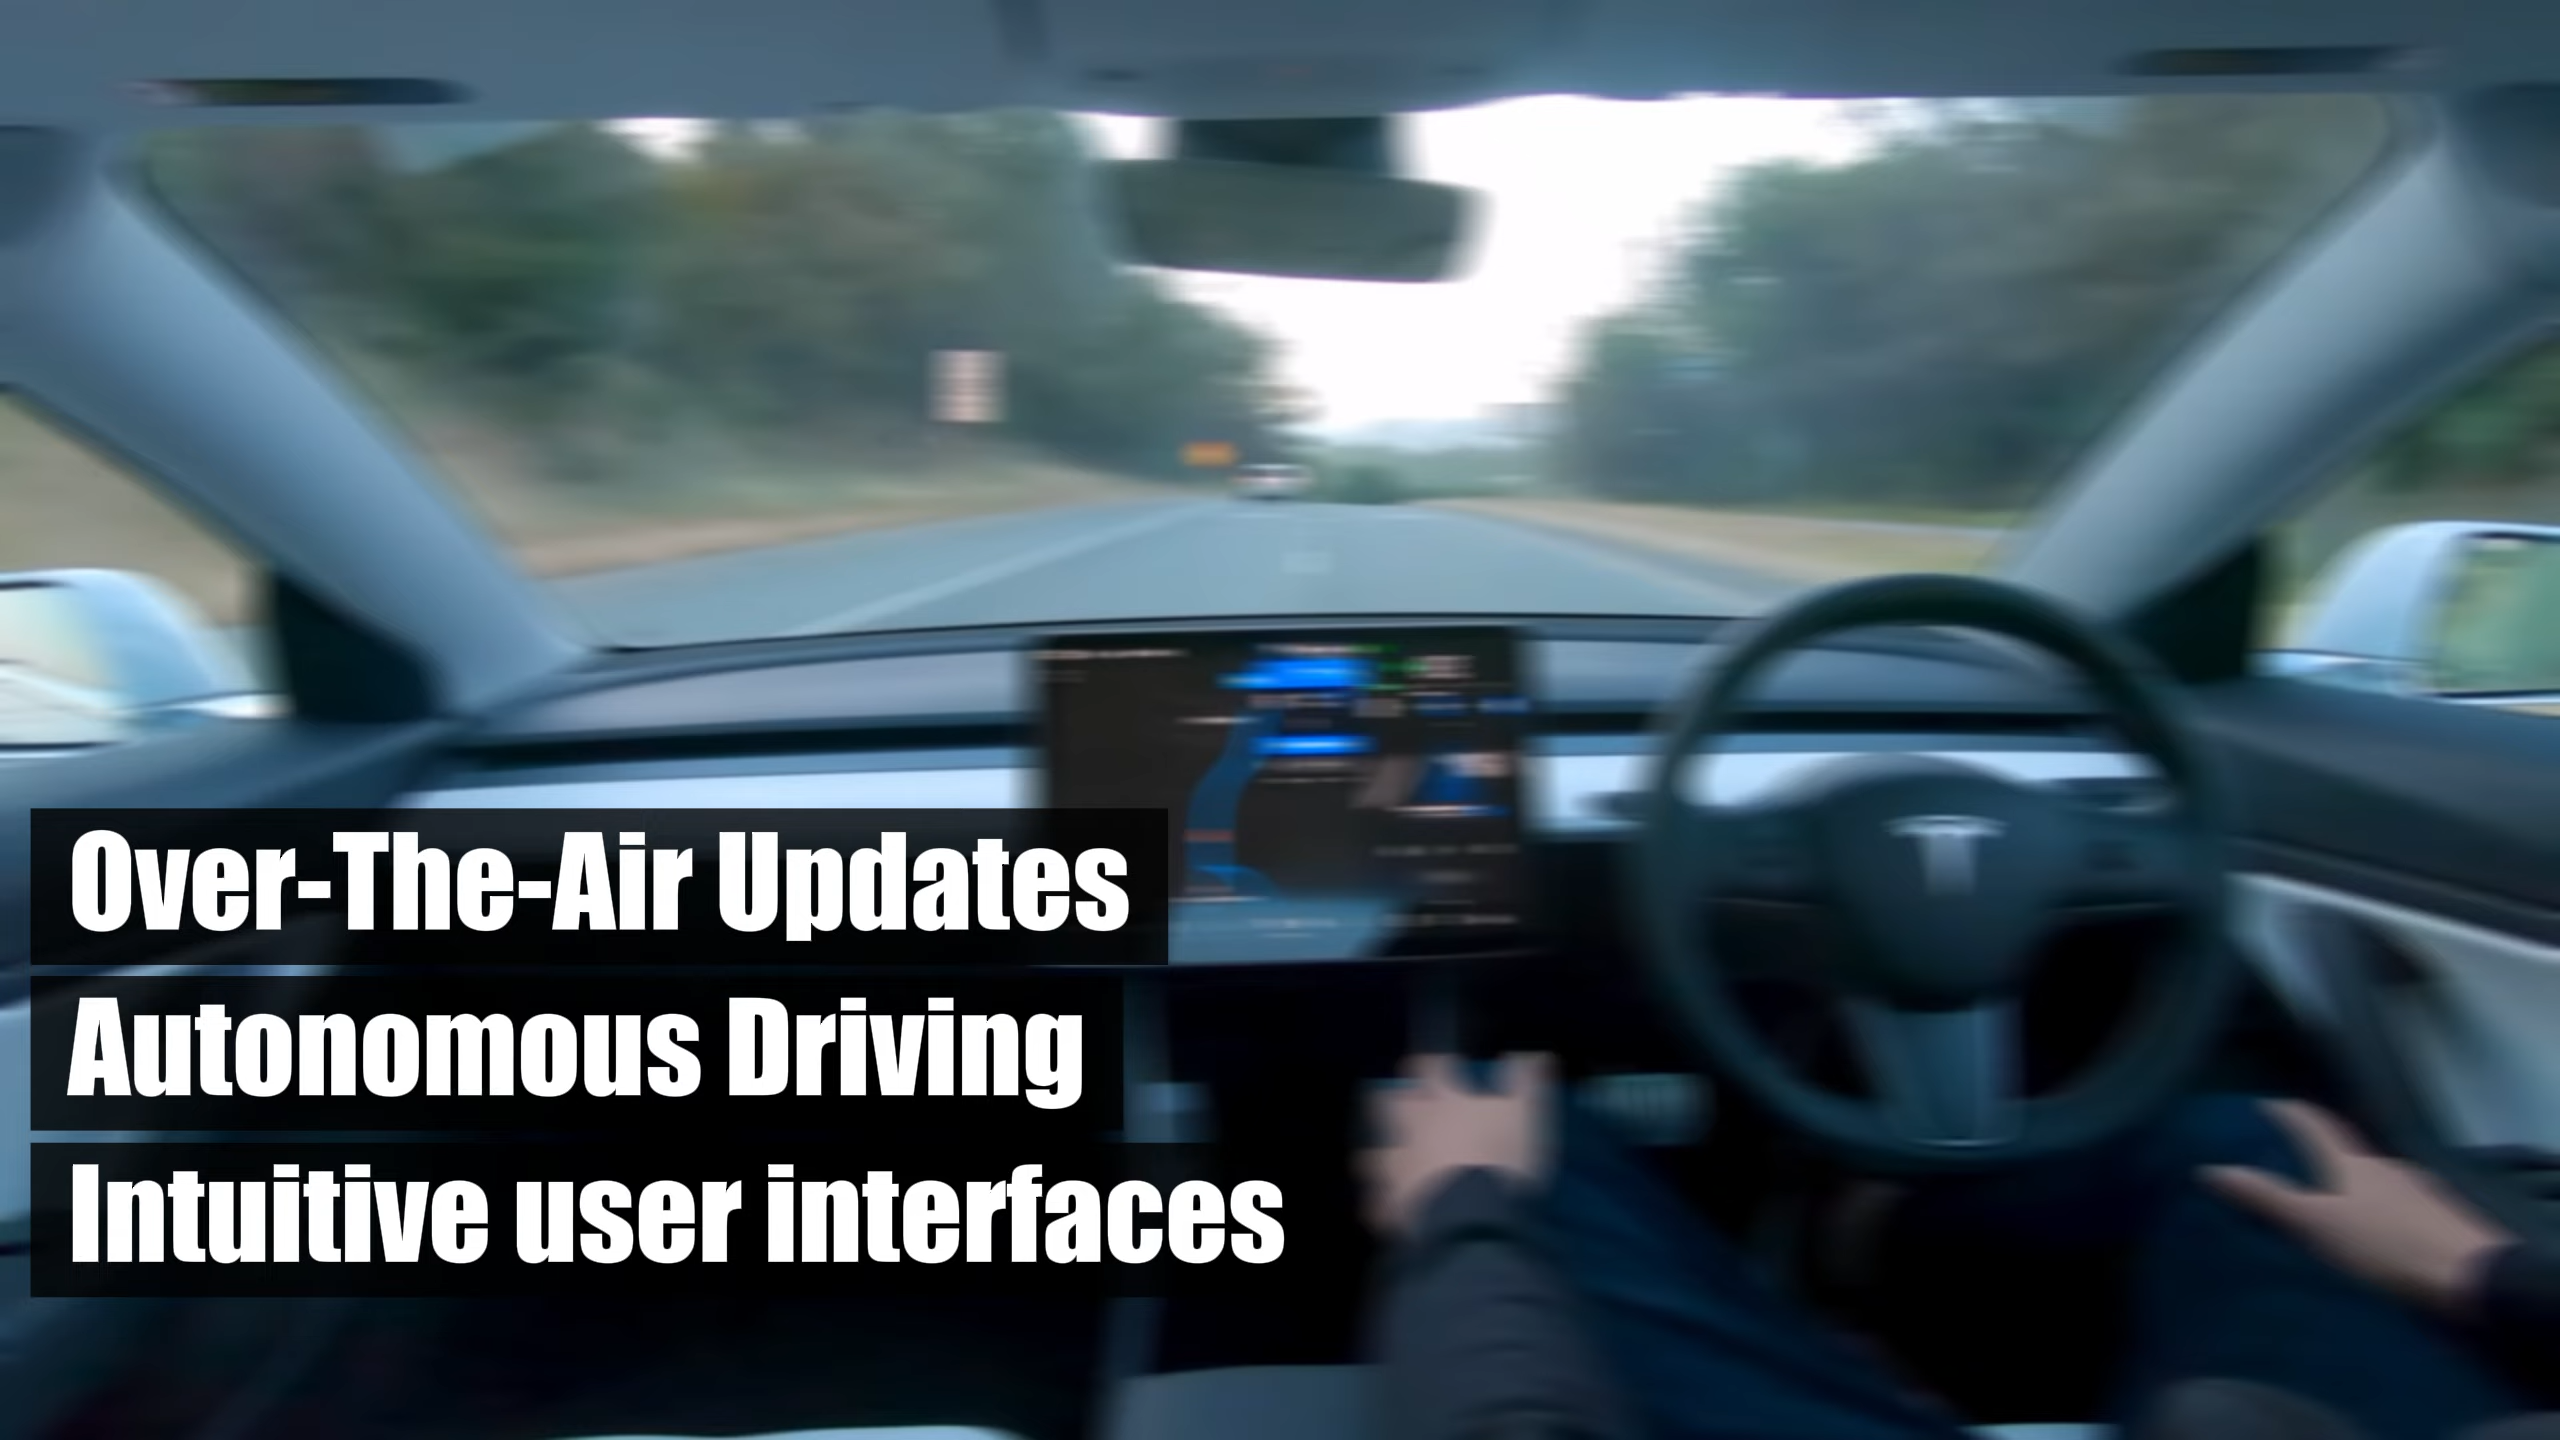 Over-The-Air Updates
Autonomous Driving
Intuitive user interfaces